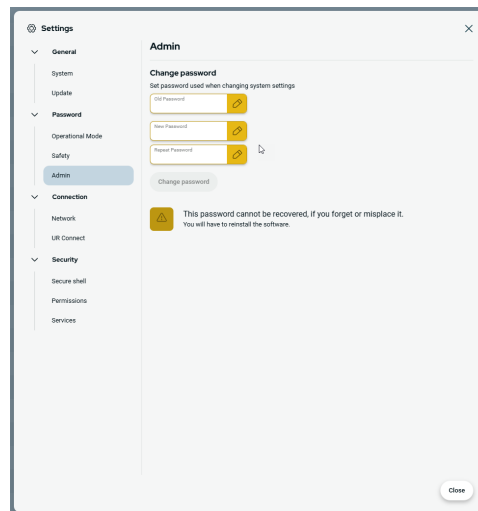 Settings
General
System
Update
Password
Operational Mode
Safety
Admin
Connection
Network
UR Connect
Security
Secure shell
Permissions
Services
Admin
Change password
Set password used when changing system settings
Old Password
New Password
Repeat Password
Change password
This password cannot be recovered, if you forget or misplace it.
You will have to reinstall the software.
Close